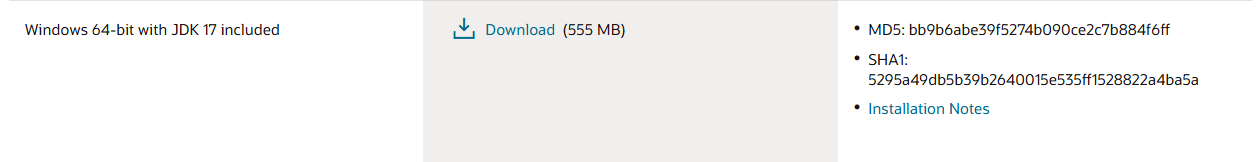 Windows 64-bit with JDK 17 included
Download (555 MB)
• MD5: bb9b6abe39f5274b090ce2c7b884f6ff
• SHA1:
5295a49db5b39b2640015e535ff1528822a4ba5a
• Installation Notes